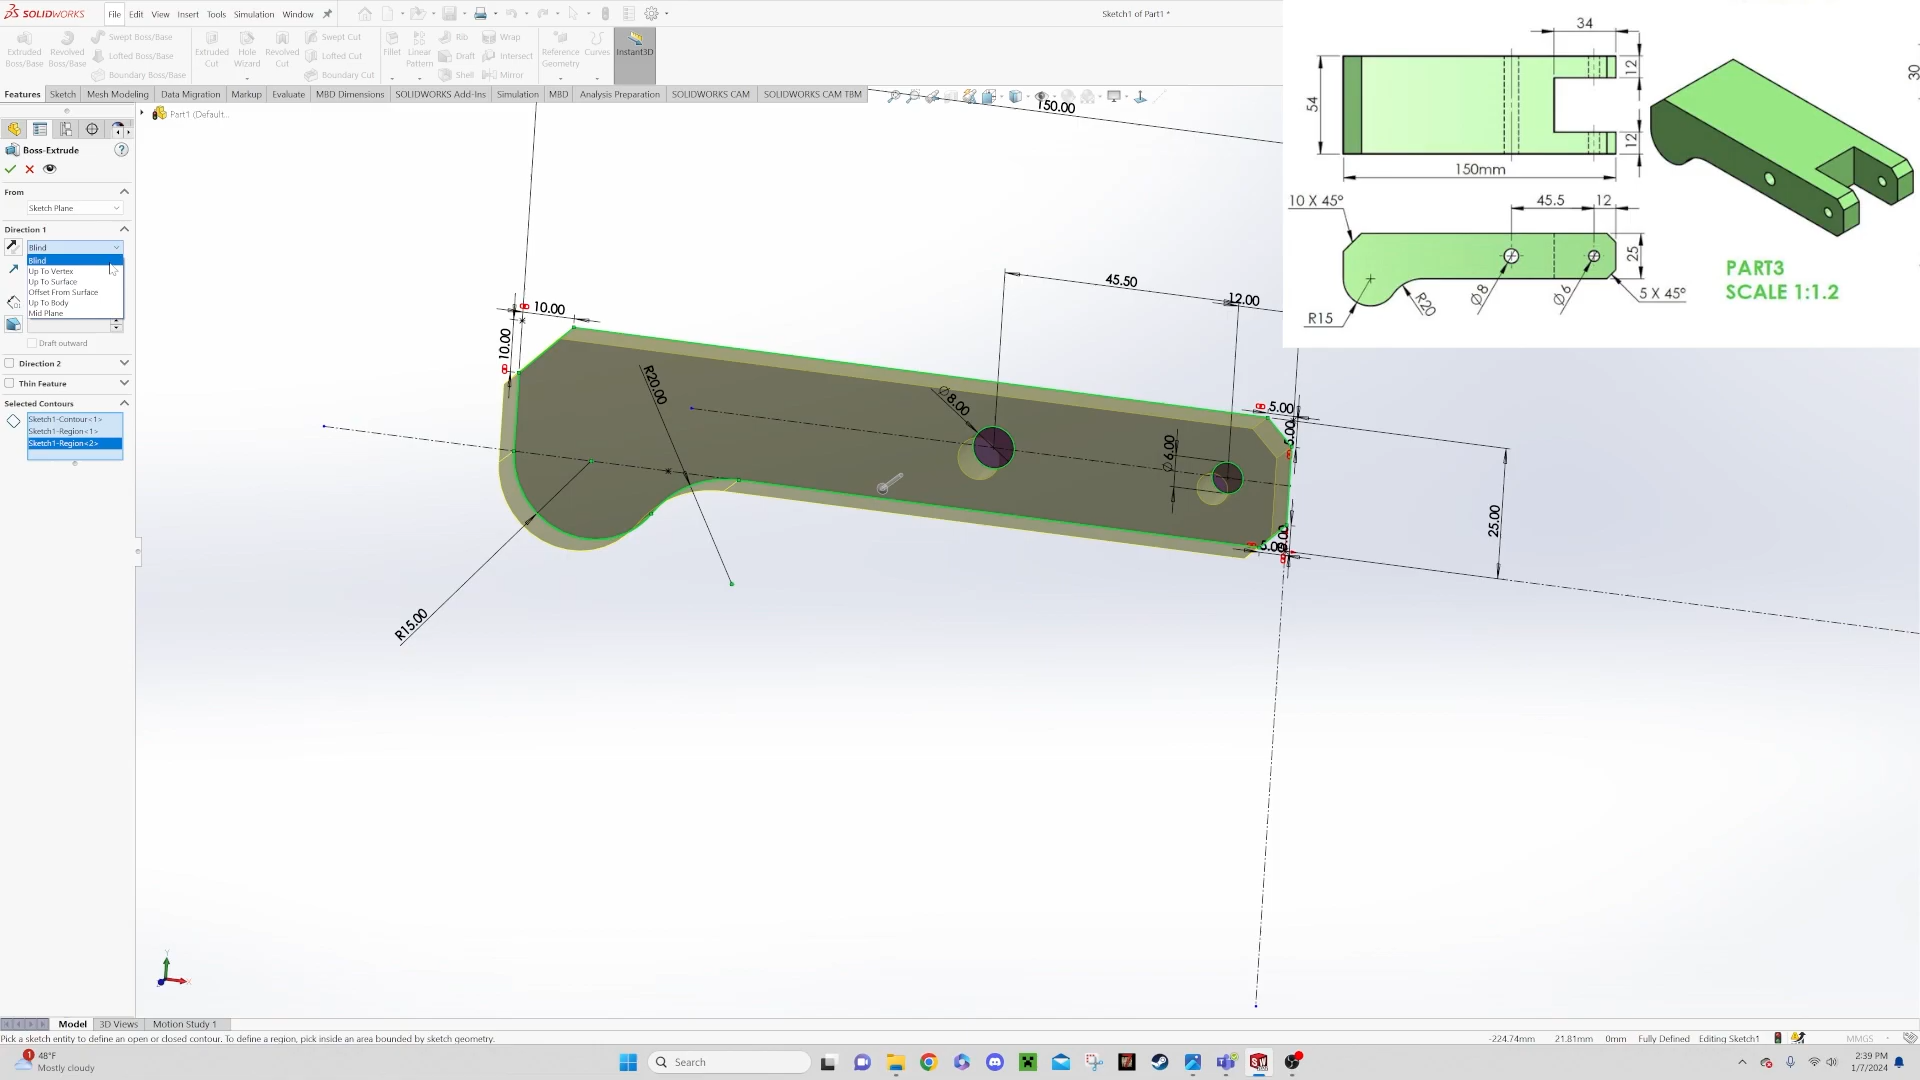 SOLIDWORKS
File
Edit
View
Insert
Tools
Simulation
Window
Sketch1 of Part1 *
Extruded Boss/Base
Revolved Boss/Base
Swept Boss/Base
Lofted Boss/Base
Boundary Boss/Base
Extruded Cut
Hole Wizard
Revolved Cut
Swept Cut
Lofted Cut
Boundary Cut
Fillet
Linear Pattern
Rib
Draft
Shell
Wrap
Intersect
Mirror
Reference Geometry
Curves
Instant3D
Features
Sketch
Mesh Modeling
Data Migration
Markup
Evaluate
MBD Dimensions
SOLIDWORKS Add-Ins
Simulation
MBD
Analysis Preparation
SOLIDWORKS CAM
SOLIDWORKS CAM TBM
Part1 (Default...
Boss-Extrude
From
Sketch Plane
Direction 1
Blind
Blind
Up To Vertex
Up To Surface
Offset From Surface
Up To Body
Mid Plane
Draft outward
Direction 2
Thin Feature
Selected Contours
Sketch1-Contour<1>
Sketch1-Region<1>
Sketch1-Region<2>
150.00
45.50
12.00
10.00
10.00
R20.00
Ø8.00
Ø6.00
5.00
5.00
25.00
5.00
R15.00
34
12
54
12
150mm
30
10 X 45°
45.5
12
25
R15
R20
Ø8
Ø6
5 X 45°
PART3
SCALE 1:1.2
Y
X
Model
3D Views
Motion Study 1
Pick a sketch entity to define an open or closed contour. To define a region, pick inside an area bounded by sketch geometry.
-224.74mm
21.81mm
0mm
Fully Defined
Editing Sketch1
MMGS
1
48°F
Mostly cloudy
Search
2:39 PM
1/7/2024